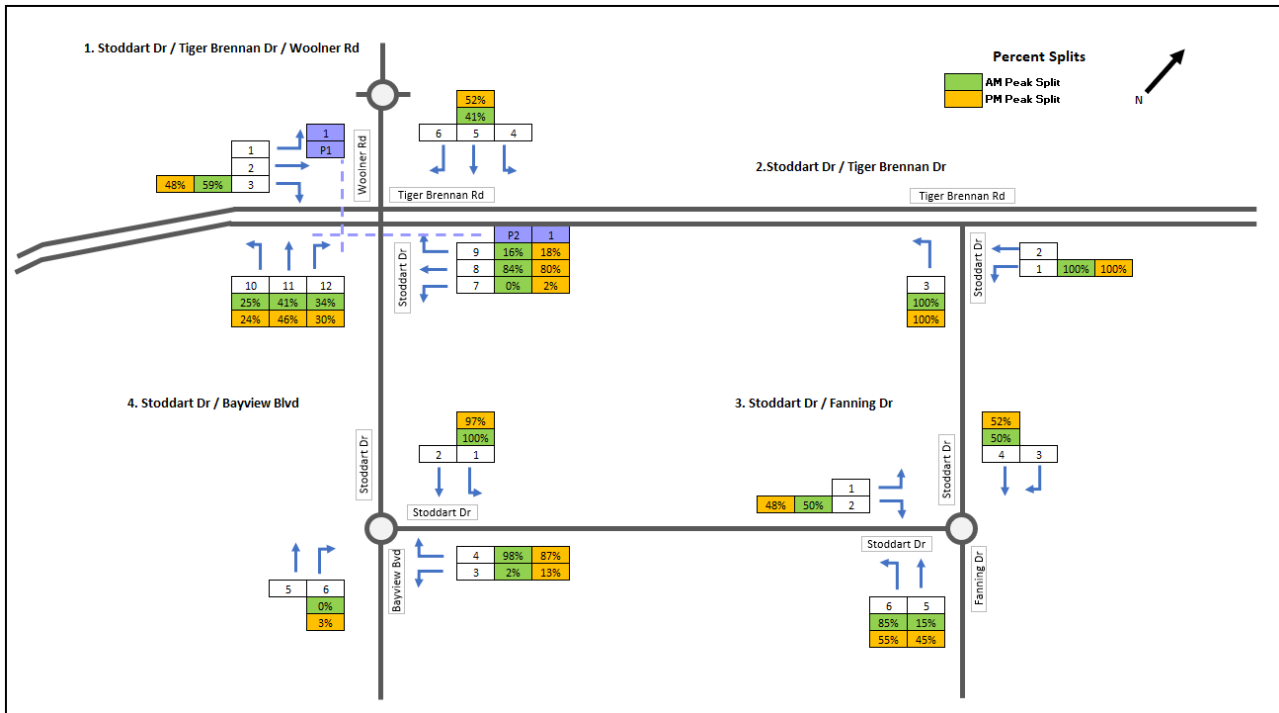 1. Stoddart Dr / Tiger Brennan Dr / Woolner Rd
Percent Splits
AM Peak Split
PM Peak Split
N
52%
41%
6 5 4
1
P1
Woolner Rd
1
2
48% 59% 3
Tiger Brennan Rd
2.Stoddart Dr / Tiger Brennan Dr
Tiger Brennan Rd
P2 1
9 16% 18%
8 84% 80%
7 0% 2%
Stoddart Dr
10 11 12
25% 41% 34%
24% 46% 30%
3
100%
100%
Stoddart Dr
2
1 100% 100%
4. Stoddart Dr / Bayview Blvd
3. Stoddart Dr / Fanning Dr
97%
100%
2 1
Stoddart Dr
Stoddart Dr
52%
50%
4 3
Stoddart Dr
1
48% 50% 2
Stoddart Dr
4 98% 87%
3 2% 13%
Bayview Bvd
5 6
0%
3%
6 5
85% 15%
55% 45%
Fanning Dr